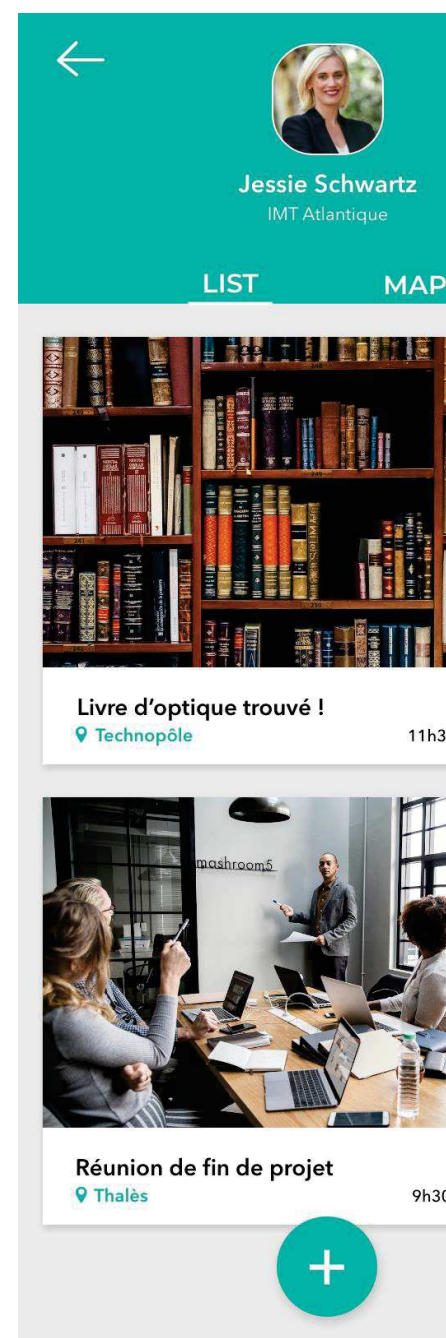 Jessie Schwartz
IMT Atlantique
LIST MAP
Livre d'optique trouvé !
Technopôle 11h3
mashroom5
Réunion de fin de projet
Thalès 9h30
+